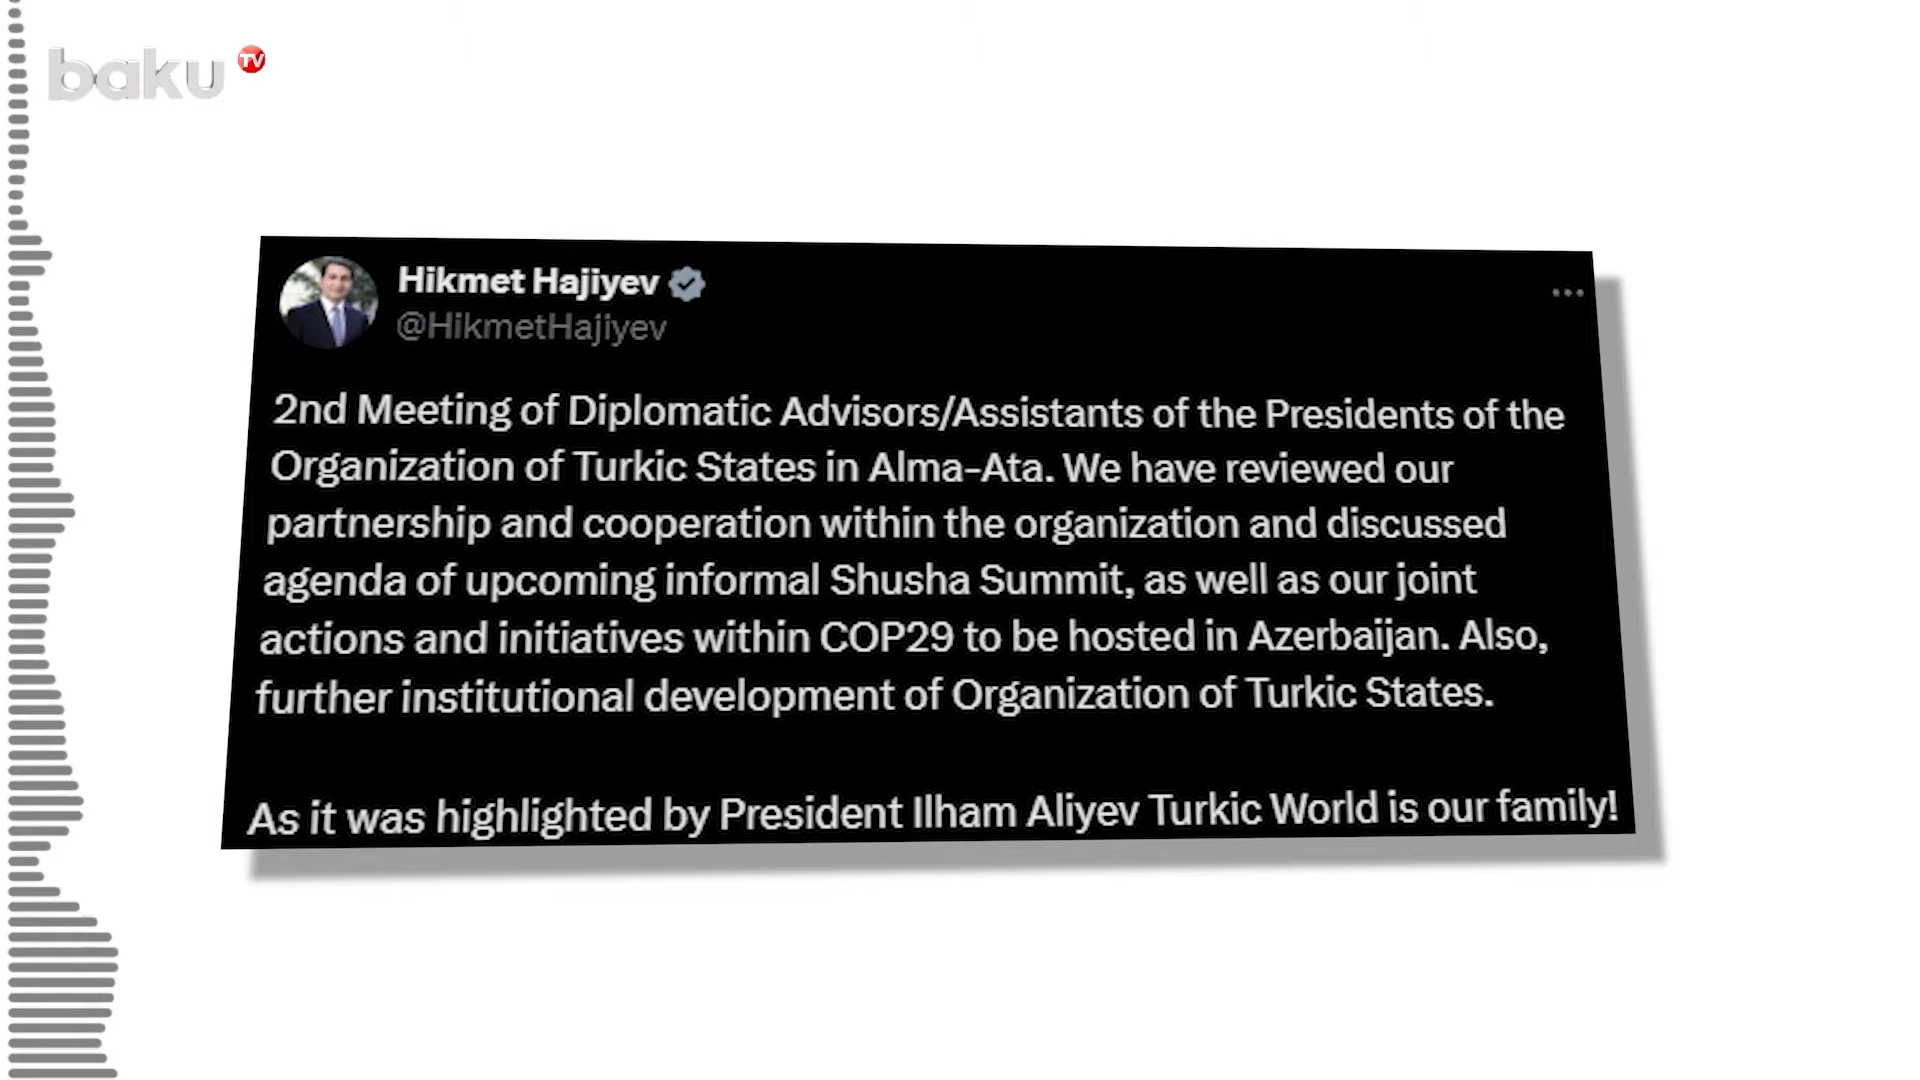 baku TV
Hikmet Hajiyev
@HikmetHajiyev
2nd Meeting of Diplomatic Advisors/Assistants of the Presidents of the
Organization of Turkic States in Alma-Ata. We have reviewed our
partnership and cooperation within the organization and discussed
agenda of upcoming informal Shusha Summit, as well as our joint
actions and initiatives within COP29 to be hosted in Azerbaijan. Also,
further institutional development of Organization of Turkic States.
As it was highlighted by President Ilham Aliyev Turkic World is our family!